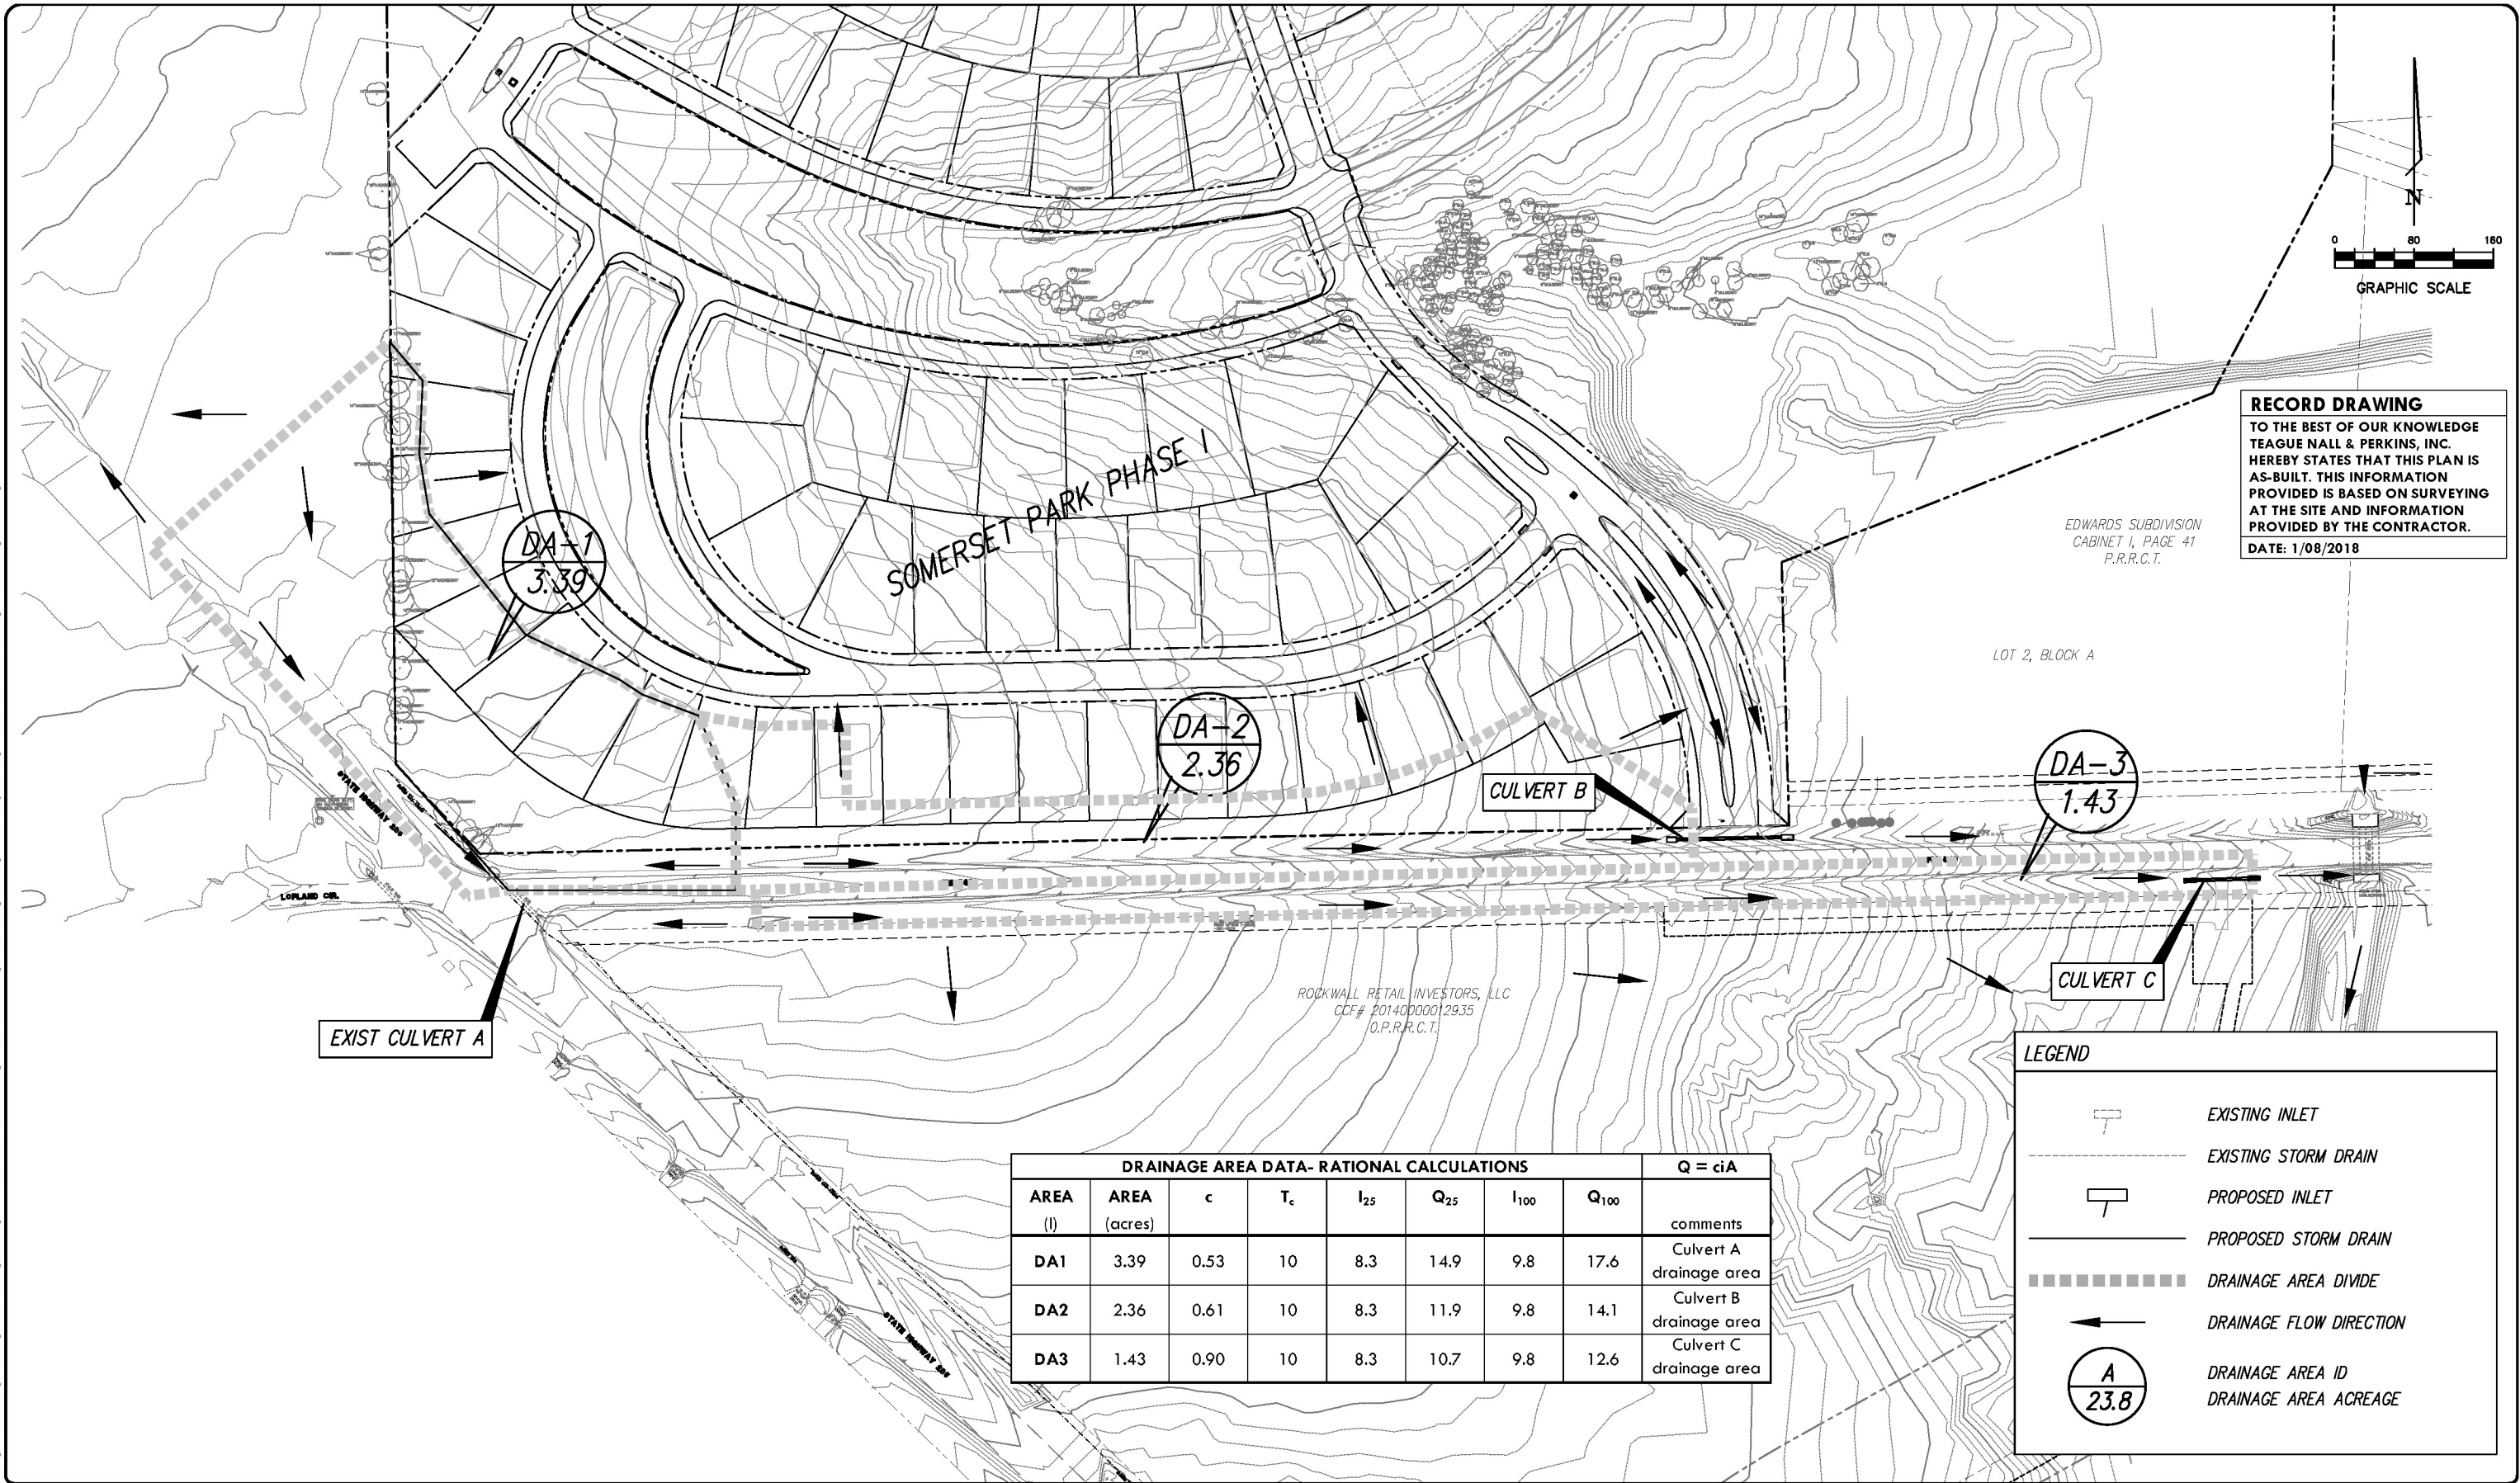 N
0 80 160
GRAPHIC SCALE
RECORD DRAWING
TO THE BEST OF OUR KNOWLEDGE
TEAGUE NALL & PERKINS, INC.
HEREBY STATES THAT THIS PLAN IS
AS-BUILT. THIS INFORMATION
PROVIDED IS BASED ON SURVEYING
AT THE SITE AND INFORMATION
PROVIDED BY THE CONTRACTOR.
DATE: 1/08/2018
EDWARDS SUBDIVISION
CABINET I, PAGE 41
P.R.R.C.T.
LOT 2, BLOCK A
SOMERSET PARK PHASE I
DA-1
3.39
DA-2
2.36
DA-3
1.43
CULVERT B
STATE HIGHWAY 205
LOFLAND CIR.
CULVERT C
EXIST CULVERT A
ROCKWALL RETAIL INVESTORS, LLC
CCF# 20140000012935
O.P.R.R.C.T.
STATE HIGHWAY 205
DRAINAGE AREA DATA- RATIONAL CALCULATIONS Q = ciA
AREA AREA c Tc I25 Q25 I100 Q100
(I) (acres) comments
DA1 3.39 0.53 10 8.3 14.9 9.8 17.6 Culvert A
drainage area
DA2 2.36 0.61 10 8.3 11.9 9.8 14.1 Culvert B
drainage area
DA3 1.43 0.90 10 8.3 10.7 9.8 12.6 Culvert C
drainage area
LEGEND
EXISTING INLET
EXISTING STORM DRAIN
PROPOSED INLET
PROPOSED STORM DRAIN
DRAINAGE AREA DIVIDE
DRAINAGE FLOW DIRECTION
A
23.8
DRAINAGE AREA ID
DRAINAGE AREA ACREAGE